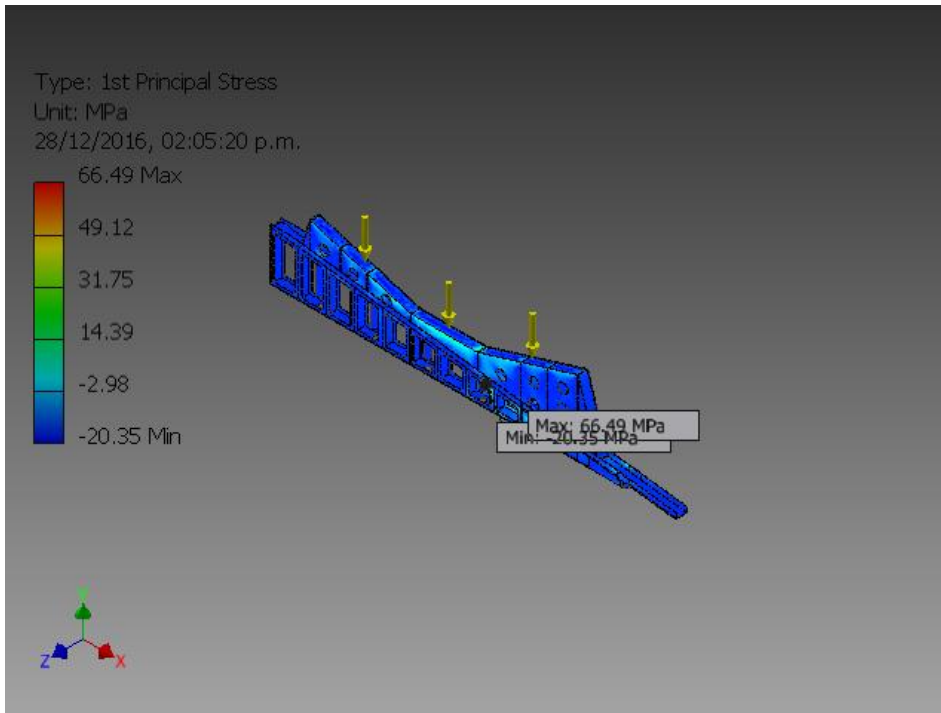 Type: 1st Principal Stress
Unit: MPa
28/12/2016, 02:05:20 p.m.
66.49 Max
49.12
31.75
14.39
-2.98
-20.35 Min
Max: 66.49 MPa
Min: -20.35 MPa
Y
Z
X